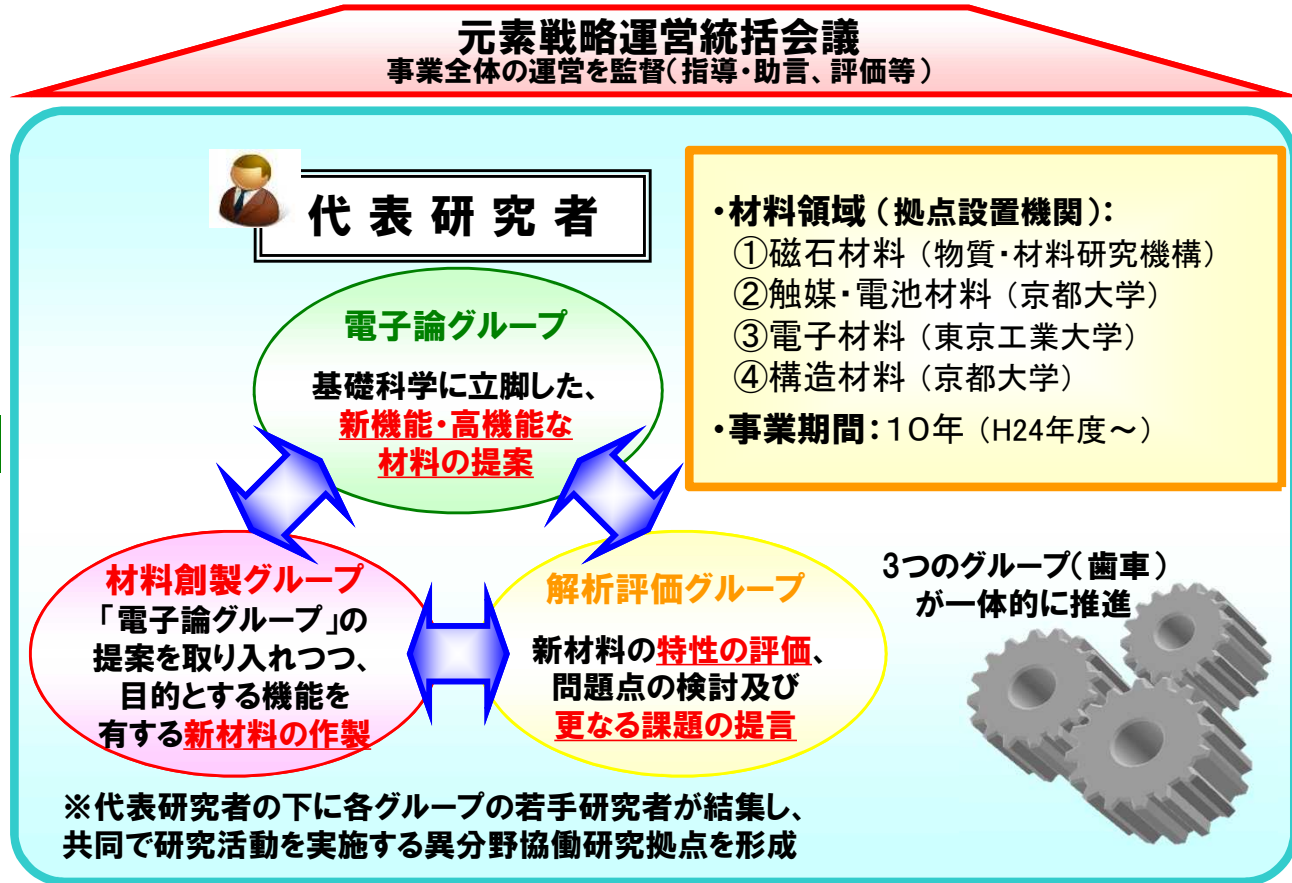 元素戦略運営統括会議
事業全体の運営を監督(指導・助言、評価等)
代表研究者
・材料領域(拠点設置機関):
①磁石材料(物質・材料研究機構)
②触媒・電池材料(京都大学)
③電子材料(東京工業大学)
④構造材料(京都大学)
・事業期間:10年(H24年度~)
電子論グループ
基礎科学に立脚した、
新機能・高機能な
材料の提案
材料創製グループ
「電子論グループ」の
提案を取り入れつつ、
目的とする機能を
有する新材料の作製
解析評価グループ
新材料の特性の評価、
問題点の検討及び
更なる課題の提言
3つのグループ(歯車)
が一体的に推進
※代表研究者の下に各グループの若手研究者が結集し、
共同で研究活動を実施する異分野協働研究拠点を形成